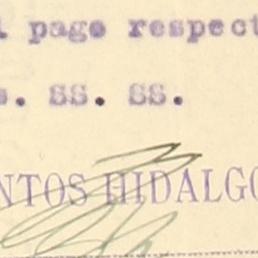 l pago respect
s. ss. ss.
NTOS HIDALGO